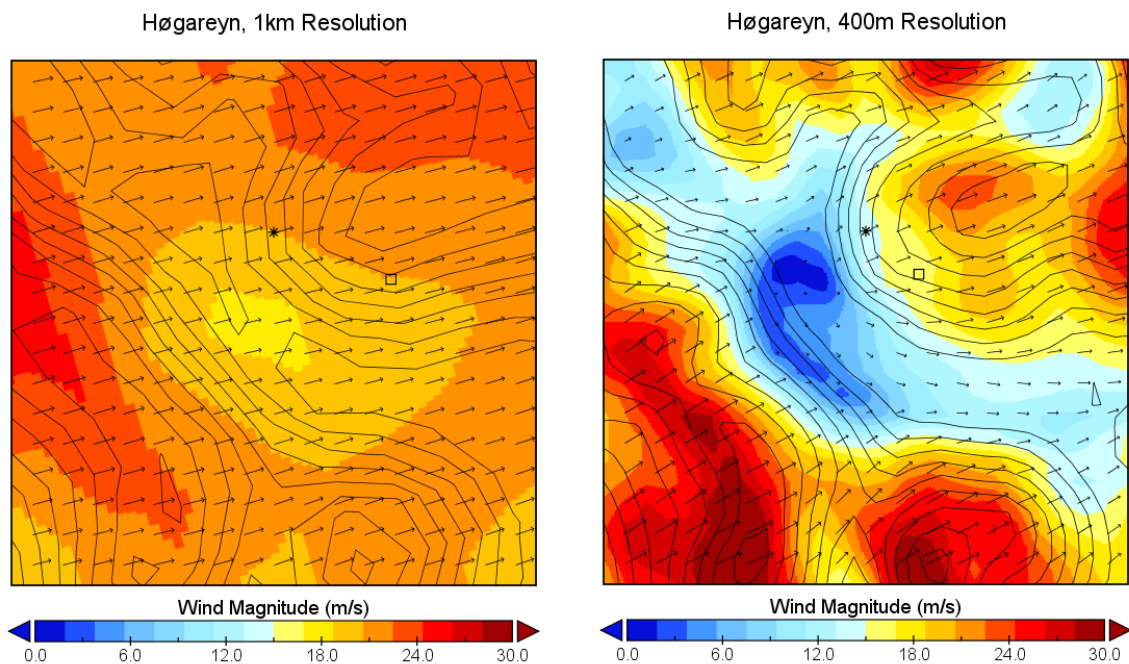 Høgareyn, 1km Resolution
Høgareyn, 400m Resolution
Wind Magnitude (m/s)
0.0 6.0 12.0 18.0 24.0 30.0
Wind Magnitude (m/s)
0.0 6.0 12.0 18.0 24.0 30.0